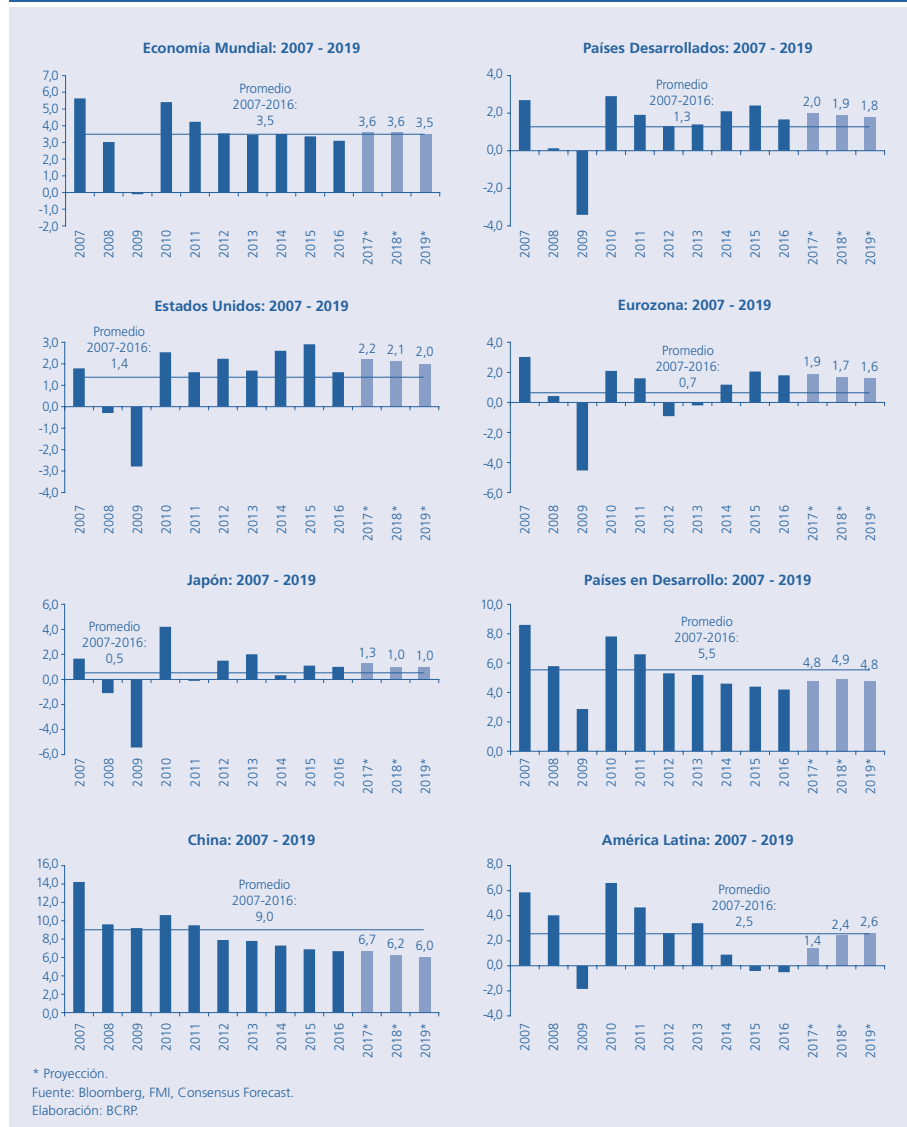 Economía Mundial: 2007 - 2019
7,0
6,0
5,0
4,0
3,0
2,0
1,0
0,0
-1,0
-2,0
Promedio
2007-2016:
3,5
3,6 3,6 3,5
2007 2008 2009 2010 2011 2012 2013 2014 2015 2016 2017* 2018* 2019*
Países Desarrollados: 2007 - 2019
4,0
2,0
0,0
-2,0
-4,0
Promedio
2007-2016:
1,3
2,0 1,9 1,8
2007 2008 2009 2010 2011 2012 2013 2014 2015 2016 2017* 2018* 2019*
Estados Unidos: 2007 - 2019
3,0
2,0
1,0
0,0
-1,0
-2,0
-3,0
-4,0
Promedio
2007-2016:
1,4
2,2 2,1 2,0
2007 2008 2009 2010 2011 2012 2013 2014 2015 2016 2017* 2018* 2019*
Eurozona: 2007 - 2019
4,0
2,0
0,0
-2,0
-4,0
-6,0
Promedio
2007-2016:
0,7
1,9 1,7 1,6
2007 2008 2009 2010 2011 2012 2013 2014 2015 2016 2017* 2018* 2019*
Japón: 2007 - 2019
6,0
4,0
2,0
0,0
-2,0
-4,0
-6,0
Promedio
2007-2016:
0,5
1,3 1,0 1,0
2007 2008 2009 2010 2011 2012 2013 2014 2015 2016 2017* 2018* 2019*
Países en Desarrollo: 2007 - 2019
10,0
8,0
6,0
4,0
2,0
0,0
Promedio
2007-2016:
5,5
4,8 4,9 4,8
2007 2008 2009 2010 2011 2012 2013 2014 2015 2016 2017* 2018* 2019*
China: 2007 - 2019
16,0
14,0
12,0
10,0
8,0
6,0
4,0
2,0
0,0
Promedio
2007-2016:
9,0
6,7 6,2 6,0
2007 2008 2009 2010 2011 2012 2013 2014 2015 2016 2017* 2018* 2019*
América Latina: 2007 - 2019
8,0
6,0
4,0
2,0
0,0
-2,0
-4,0
Promedio
2007-2016:
2,5
1,4 2,4 2,6
2007 2008 2009 2010 2011 2012 2013 2014 2015 2016 2017* 2018* 2019*
* Proyección.
Fuente: Bloomberg, FMI, Consensus Forecast.
Elaboración: BCRP.